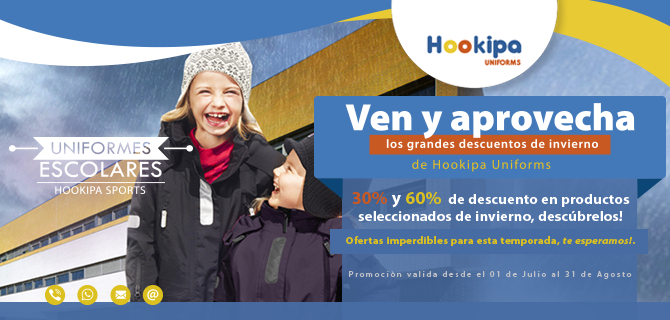 Hookipa
UNIFORMS
Ven y aprovecha
los grandes descuentos de invierno
de Hookipa Uniforms
UNIFORMES
ESCOLARES
HOOKIPA SPORTS
30% y 60% de descuento en productos
seleccionados de invierno, descúbrelos!
Ofertas imperdibles para esta temporada, te esperamos!.
Promoción valida desde el 01 de Julio al 31 de Agosto